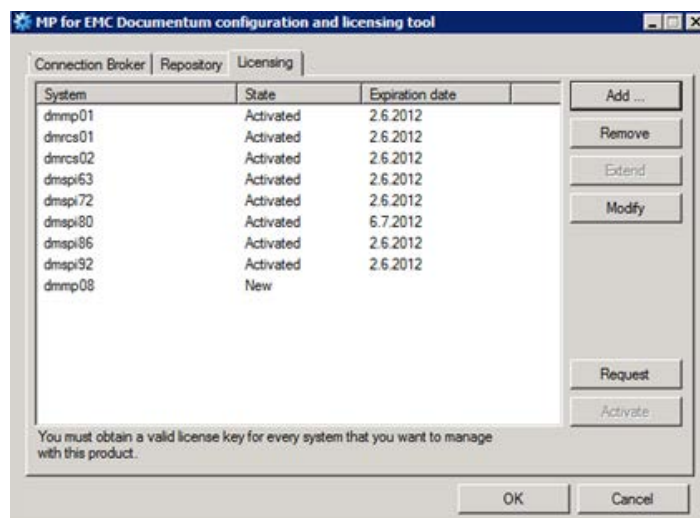 MP for EMC Documentum configuration and licensing tool
Connection Broker Repository Licensing
System State Expiration date Add ...
dmmp01 Activated 2.6.2012
dmrcs01 Activated 2.6.2012 Remove
dmrcs02 Activated 2.6.2012
dmspi63 Activated 2.6.2012 Extend
dmspi72 Activated 2.6.2012
dmspi80 Activated 6.7.2012 Modify
dmspi86 Activated 2.6.2012
dmspi92 Activated 2.6.2012
dmmp08 New
Request
Activate
You must obtain a valid license key for every system that you want to manage
with this product.
OK Cancel